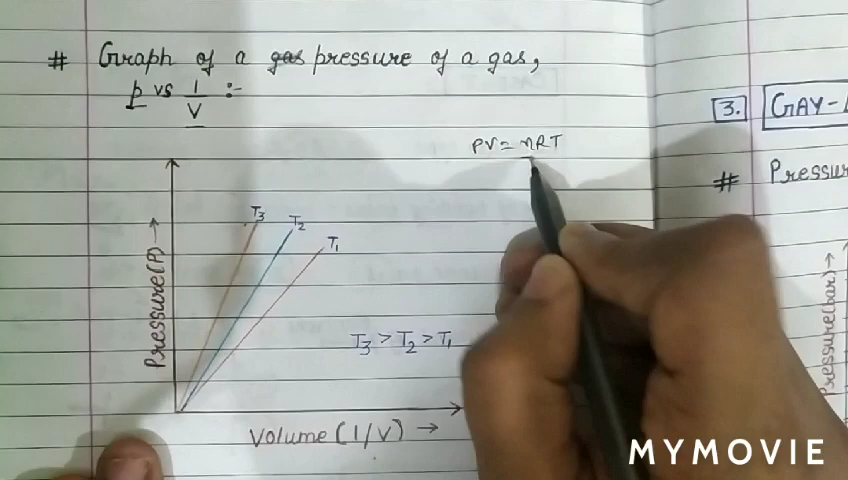 # Graph of a gas pressure of a gas,
p vs 1/V :-
PV = nRT
3. GAY-
# Pressur
T3
T2
T1
Pressure(P) →
T3 > T2 > T1
Volume (1/V) →
Pressure(bar) →
MYMOVIE